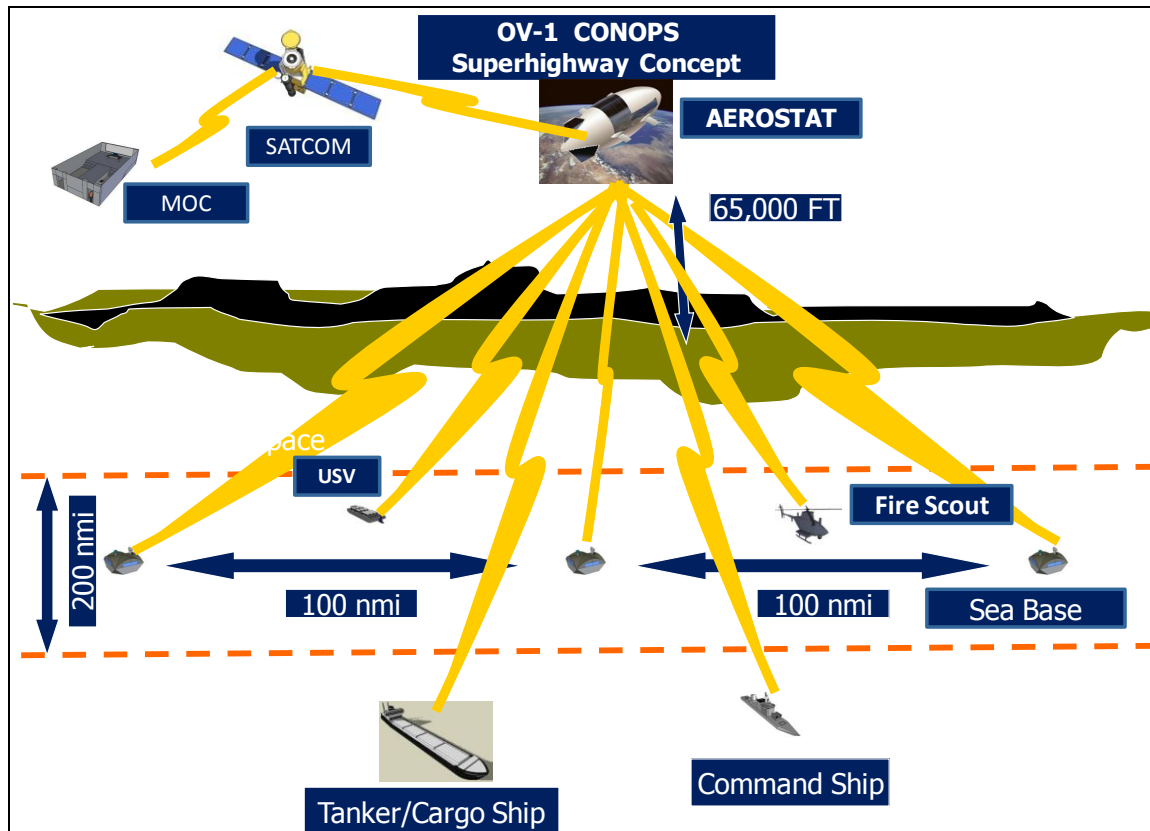 OV-1 CONOPS
Superhighway Concept
AEROSTAT
SATCOM
MOC
65,000 FT
pace
USV
Fire Scout
200 nmi
100 nmi
100 nmi
Sea Base
Command Ship
Tanker/Cargo Ship